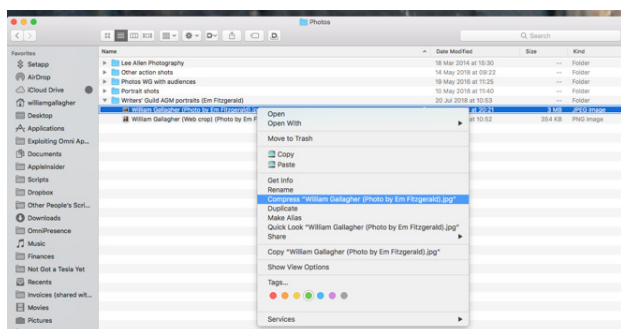 Photos
Q Search
Favorites
Setapp
AirDrop
iCloud Drive
williamgallagher
Desktop
Applications
Exploiting Omni Ap...
Documents
AppleInsider
Scripts
Dropbox
Other People's Scri...
Downloads
OmniPresence
Music
Finances
Not Got a Tesla Yet
Recents
Invoices (shared wit...
Movies
Pictures
Name Date Modified Size Kind
Lee Allen Photography 18 Mar 2014 at 15:30 -- Folder
Other action shots 14 May 2018 at 09:22 -- Folder
Photos WG with audiences 19 May 2016 at 11:25 -- Folder
Portrait shots 10 May 2018 at 11:40 -- Folder
Writers' Guild AGM portraits (Em Fitzgerald) 20 Jul 2018 at 10:53 -- Folder
William Gallagher (Photo by Em Fitzgerald).jp at 20:21 3 MB JPEG image
William Gallagher (Web crop) (Photo by Em F at 10:52 354 KB PNG image
Open
Open With
Move to Trash
Copy
Paste
Get Info
Rename
Compress "William Gallagher (Photo by Em Fitzgerald).jpg"
Duplicate
Make Alias
Quick Look "William Gallagher (Photo by Em Fitzgerald).jpg"
Share
Copy "William Gallagher (Photo by Em Fitzgerald).jpg"
Show View Options
Tags...
Services